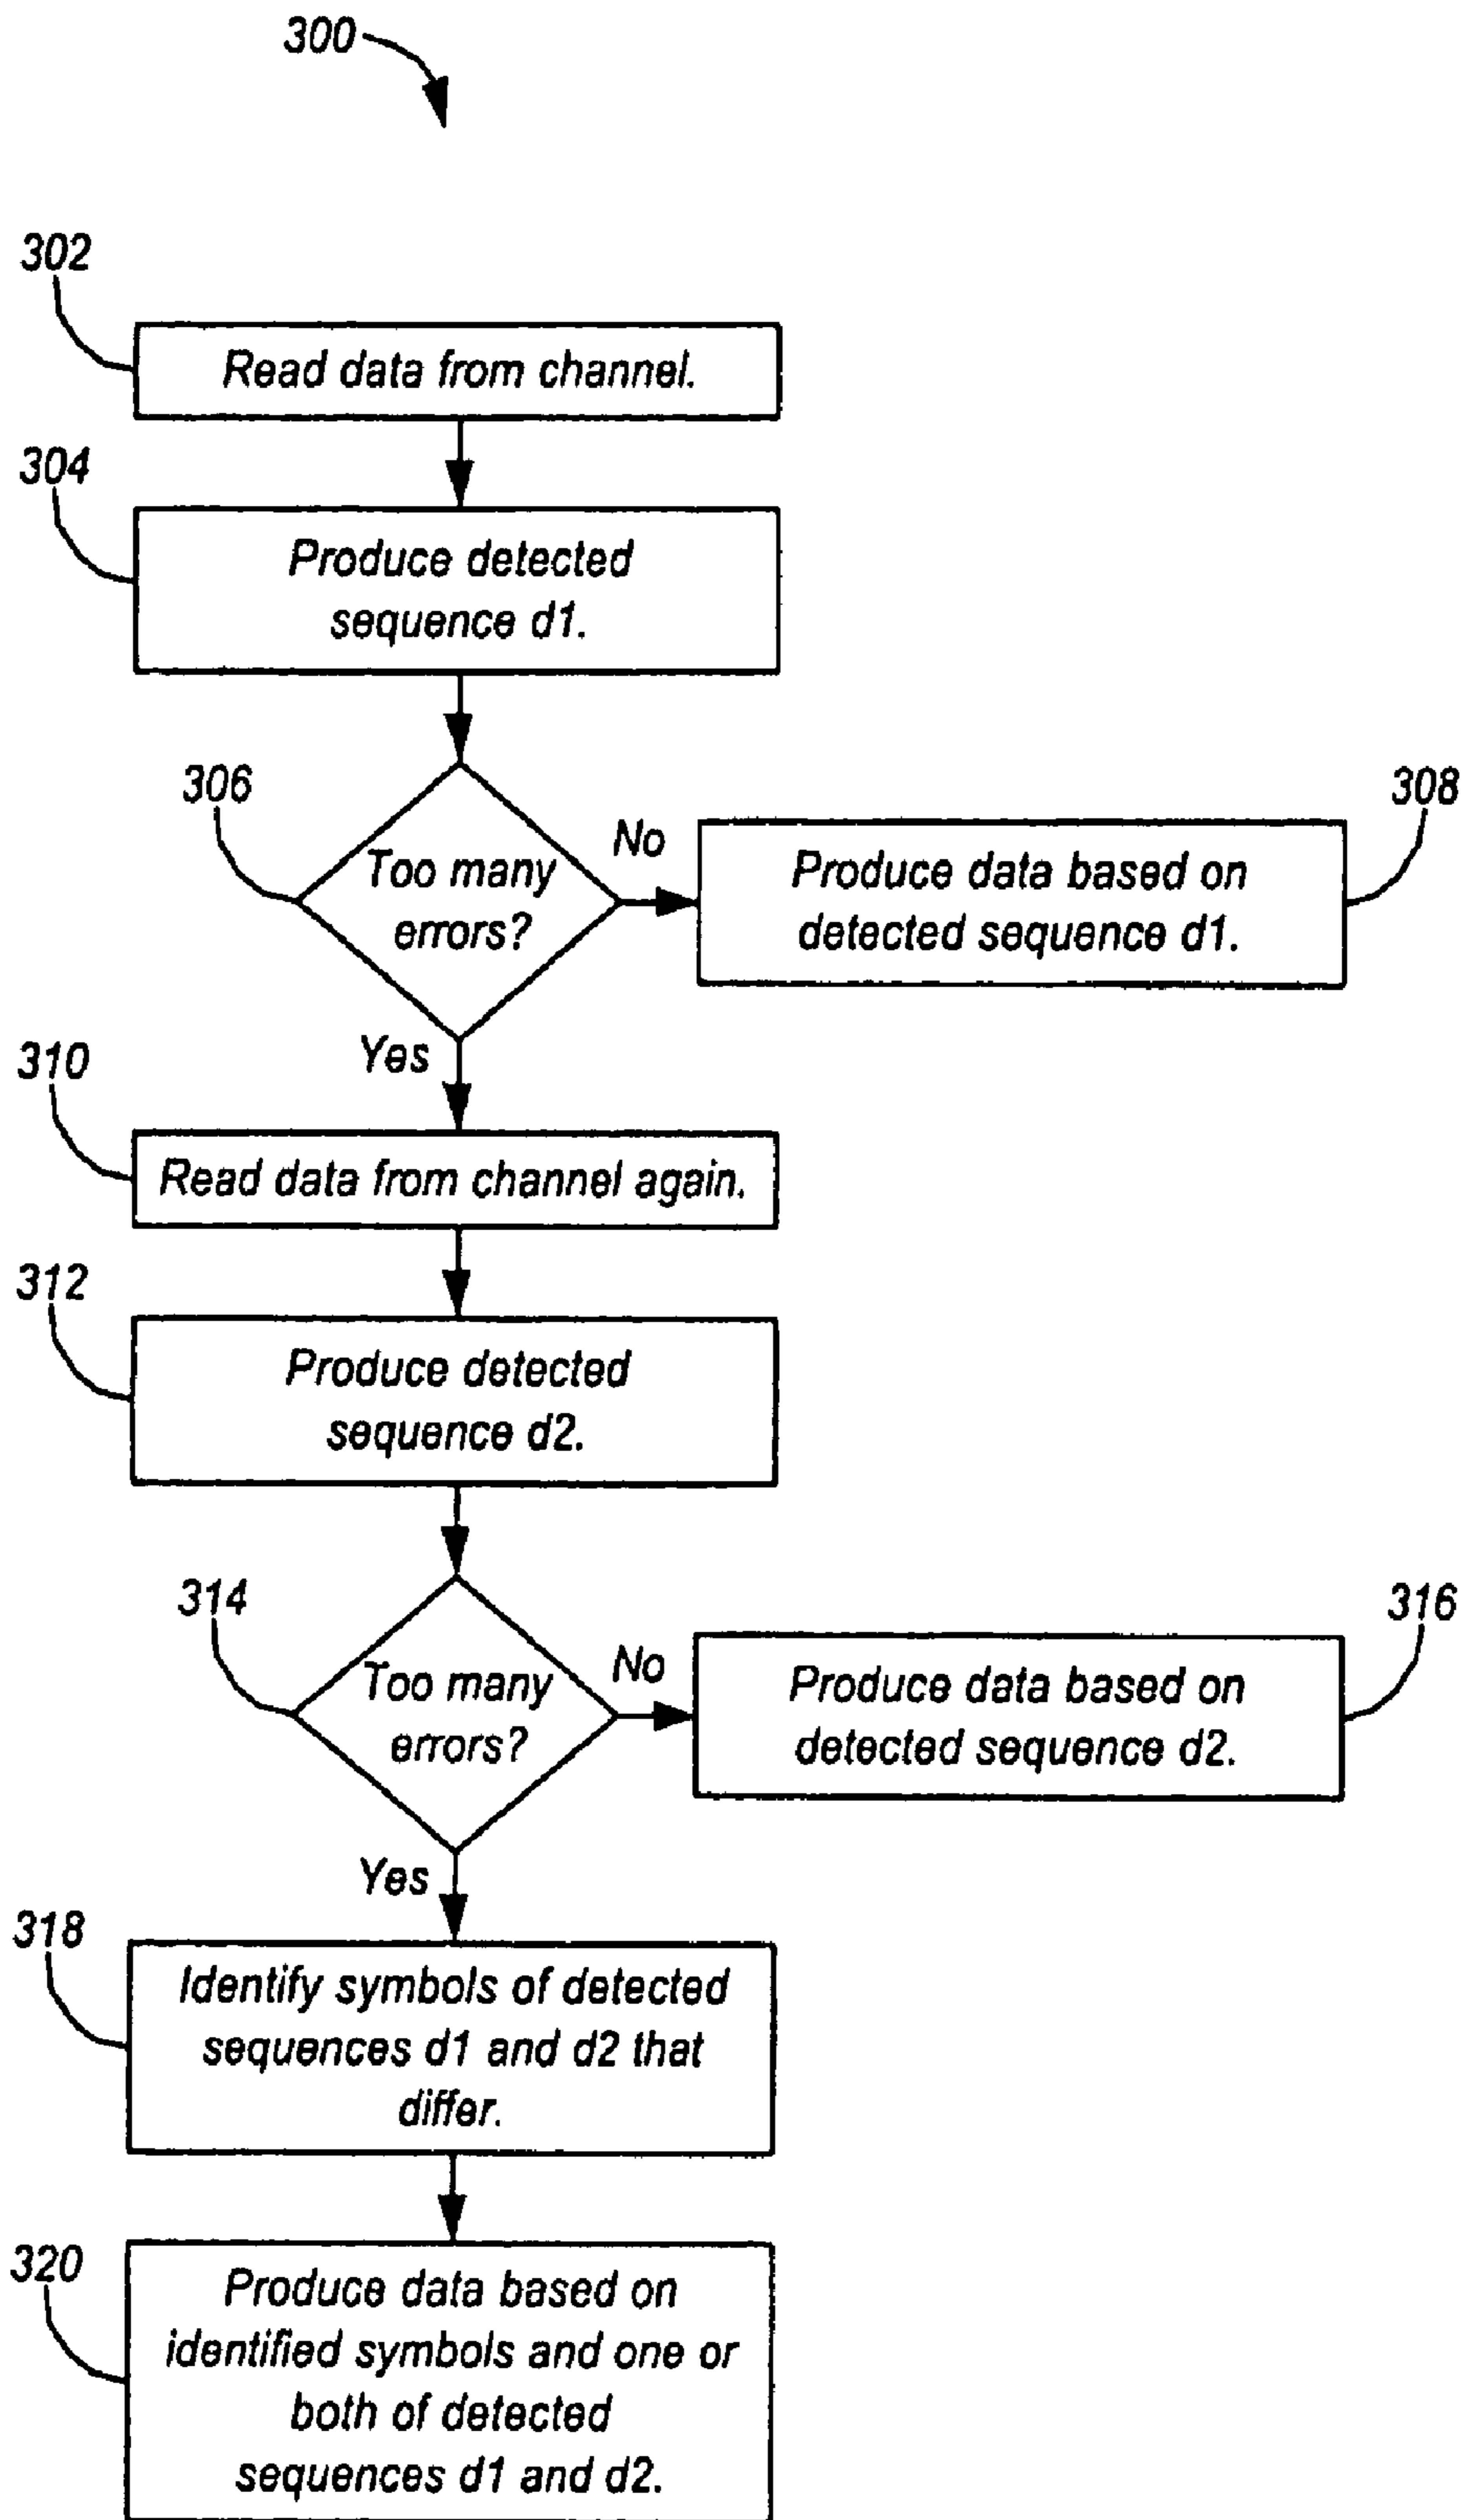 300
302
Read data from channel.
304
Produce detected
sequence d1.
306
Too many
errors?
No
308
Produce data based on
detected sequence d1.
Yes
310
Read data from channel again.
312
Produce detected
sequence d2.
314
Too many
errors?
No
316
Produce data based on
detected sequence d2.
Yes
318
Identify symbols of detected
sequences d1 and d2 that
differ.
320
Produce data based on
identified symbols and one or
both of detected
sequences d1 and d2.